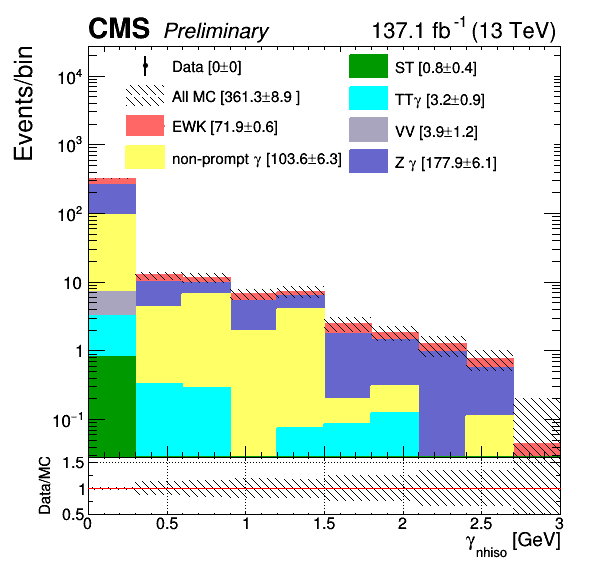 CMS Preliminary 137.1 fb⁻¹ (13 TeV)
Events/bin
Data [0±0]
All MC [361.3±8.9 ]
EWK [71.9±0.6]
non-prompt γ [103.6±6.3]
ST [0.8±0.4]
TTγ [3.2±0.9]
VV [3.9±1.2]
Z γ [177.9±6.1]
10⁴
10³
10²
10
1
10⁻¹
Data/MC
1.5
1
0.5
0 0.5 1 1.5 2 2.5 3
γnhiso [GeV]